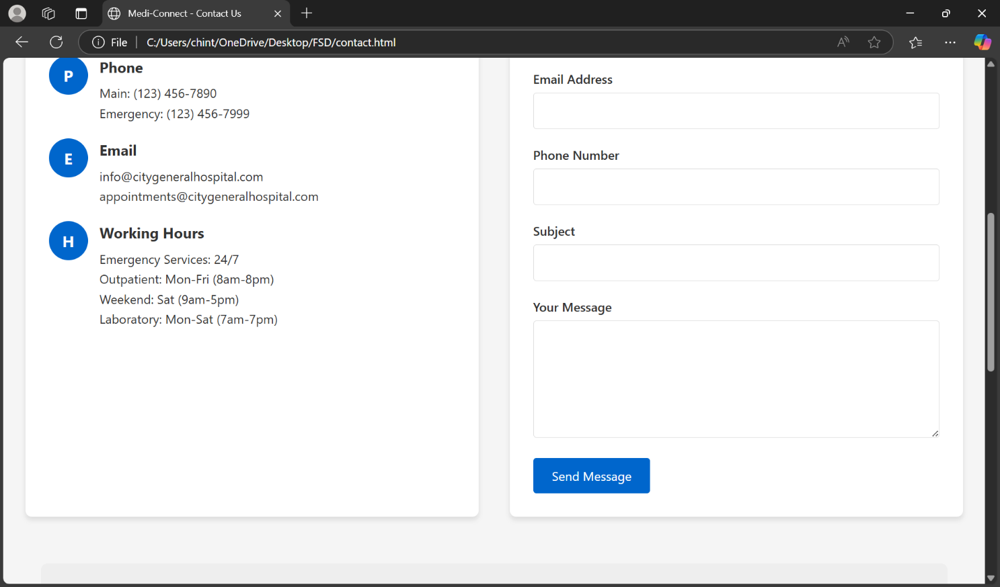 Medi-Connect - Contact Us
File
C:/Users/chint/OneDrive/Desktop/FSD/contact.html
P
Phone
Main: (123) 456-7890
Emergency: (123) 456-7999
E
Email
info@citygeneralhospital.com
appointments@citygeneralhospital.com
H
Working Hours
Emergency Services: 24/7
Outpatient: Mon-Fri (8am-8pm)
Weekend: Sat (9am-5pm)
Laboratory: Mon-Sat (7am-7pm)
Email Address
Phone Number
Subject
Your Message
Send Message